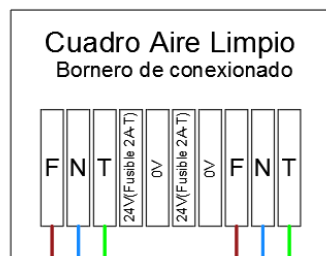 Cuadro Aire Limpio
Bornero de conexionado
F
N
T
24V(Fusible 2A-T)
0V
24V(Fusible 2A-T)
0V
F
N
T